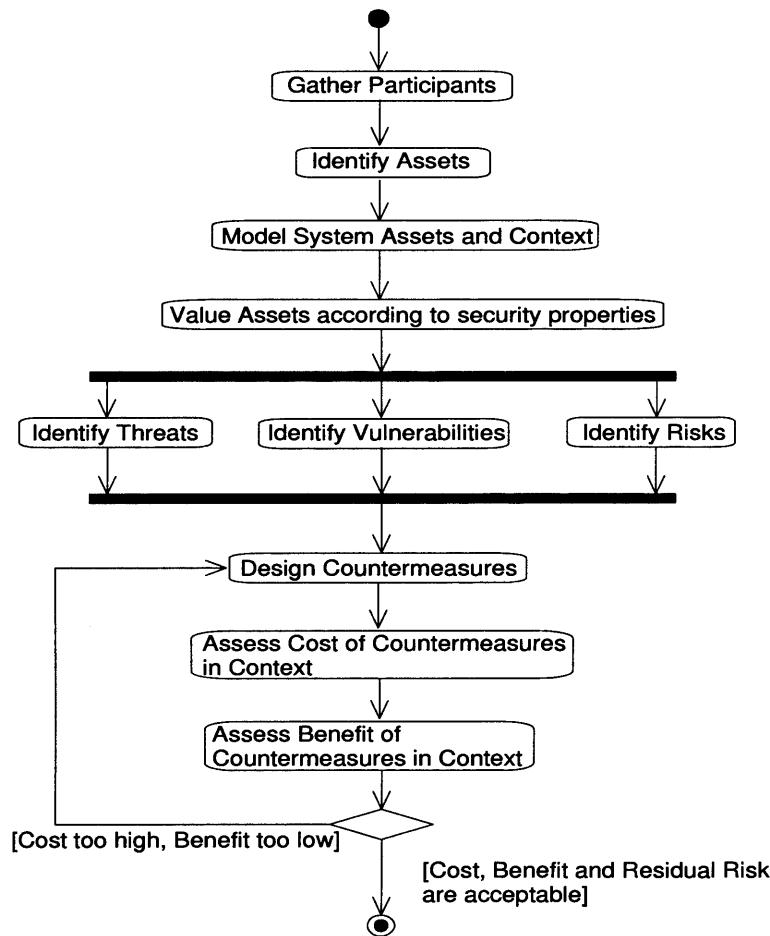 Gather Participants
Identify Assets
Model System Assets and Context
Value Assets according to security properties
Identify Threats
Identify Vulnerabilities
Identify Risks
Design Countermeasures
Assess Cost of Countermeasures
in Context
Assess Benefit of
Countermeasures in Context
[Cost too high, Benefit too low]
[Cost, Benefit and Residual Risk
are acceptable]